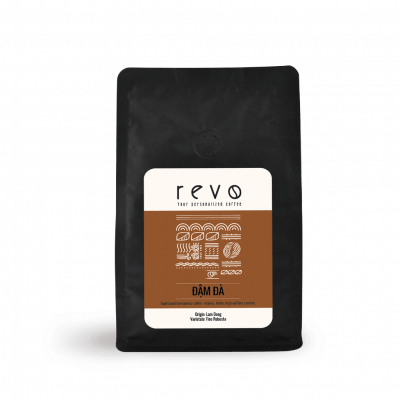 revo
Your personalized coffee
ĐẬM ĐÀ
Origin: Lam Dong
Varietals: Fine Robusta